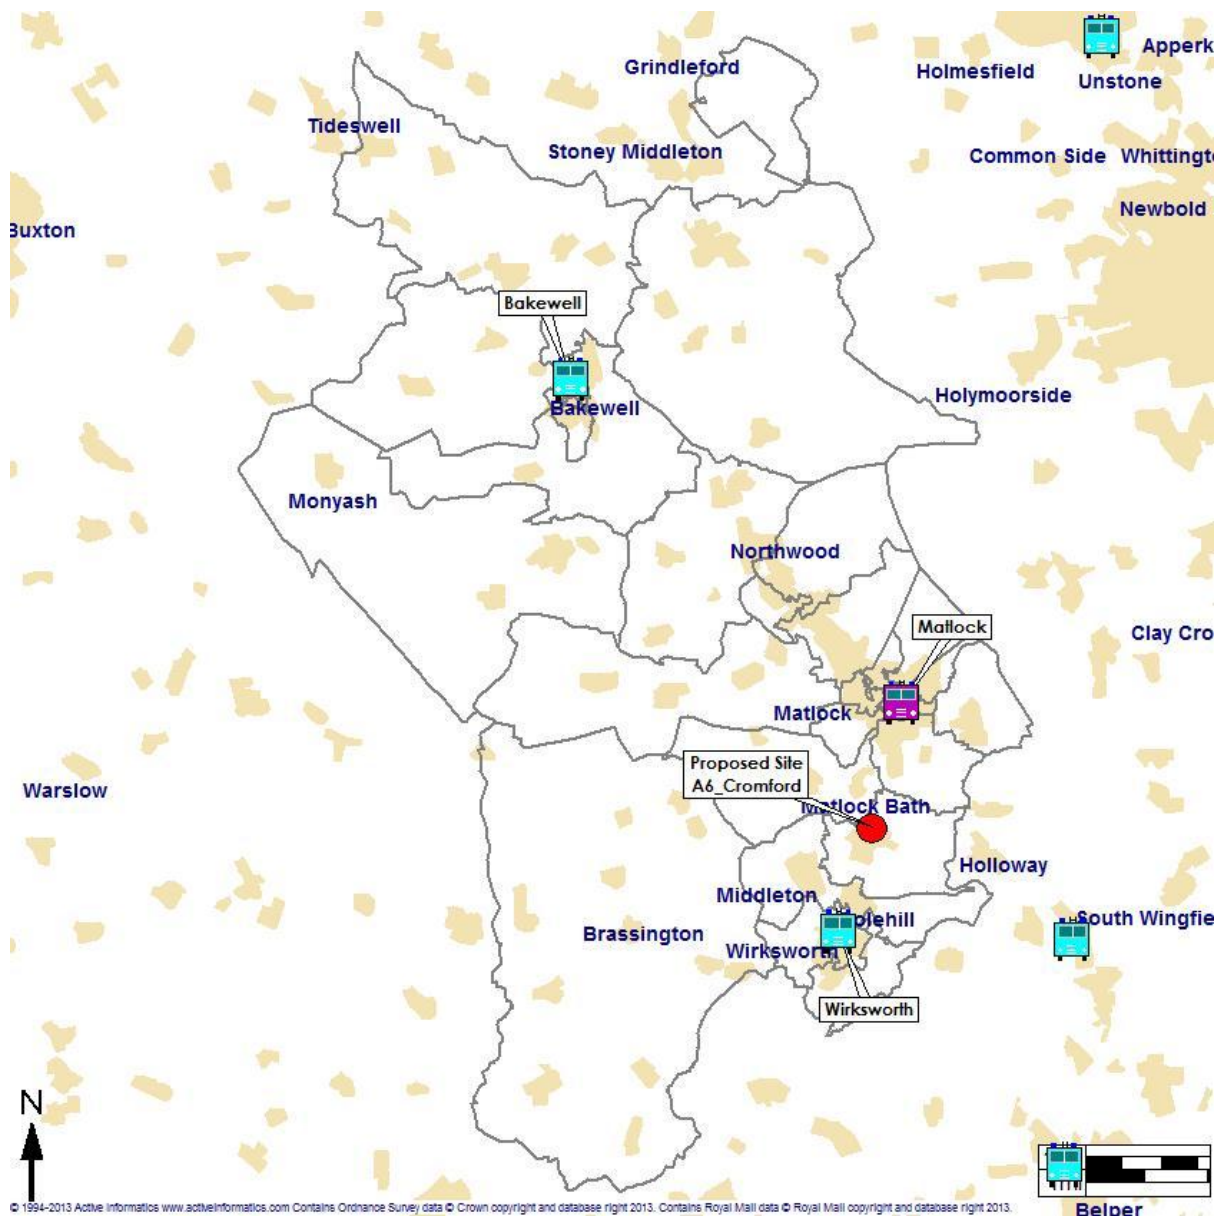 Grindleford
Apperk
Holmesfield
Unstone
Tideswell
Stoney Middleton
Common Side
Whittingt
Newbold
Buxton
Bakewell
Holymoorside
Bakewell
Monyash
Northwood
Matlock
Clay Cro
Matlock
Proposed Site
A6_Cromford
Warslow
Matlock Bath
Holloway
Middleton
olehill
South Wingfie
Brassington
Wirksworth
Wirksworth
N
Belper
© 1994-2013 Active Informatics www.activeinformatics.com Contains Ordnance Survey data © Crown copyright and database right 2013. Contains Royal Mail data © Royal Mail copyright and database right 2013.